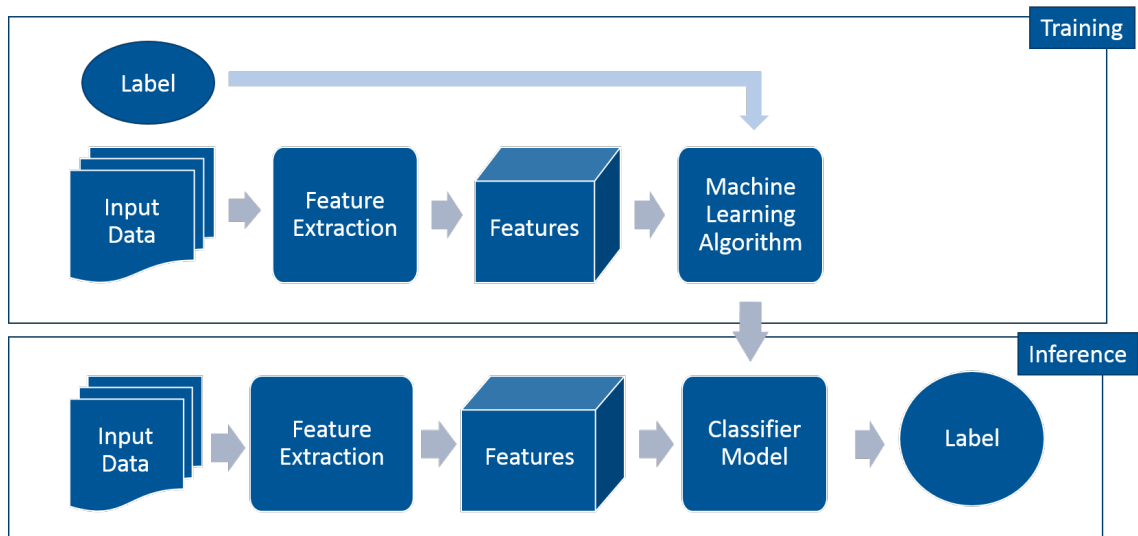 Training
Label
Input
Data
Feature
Extraction
Features
Machine
Learning
Algorithm
Inference
Input
Data
Feature
Extraction
Features
Classifier
Model
Label